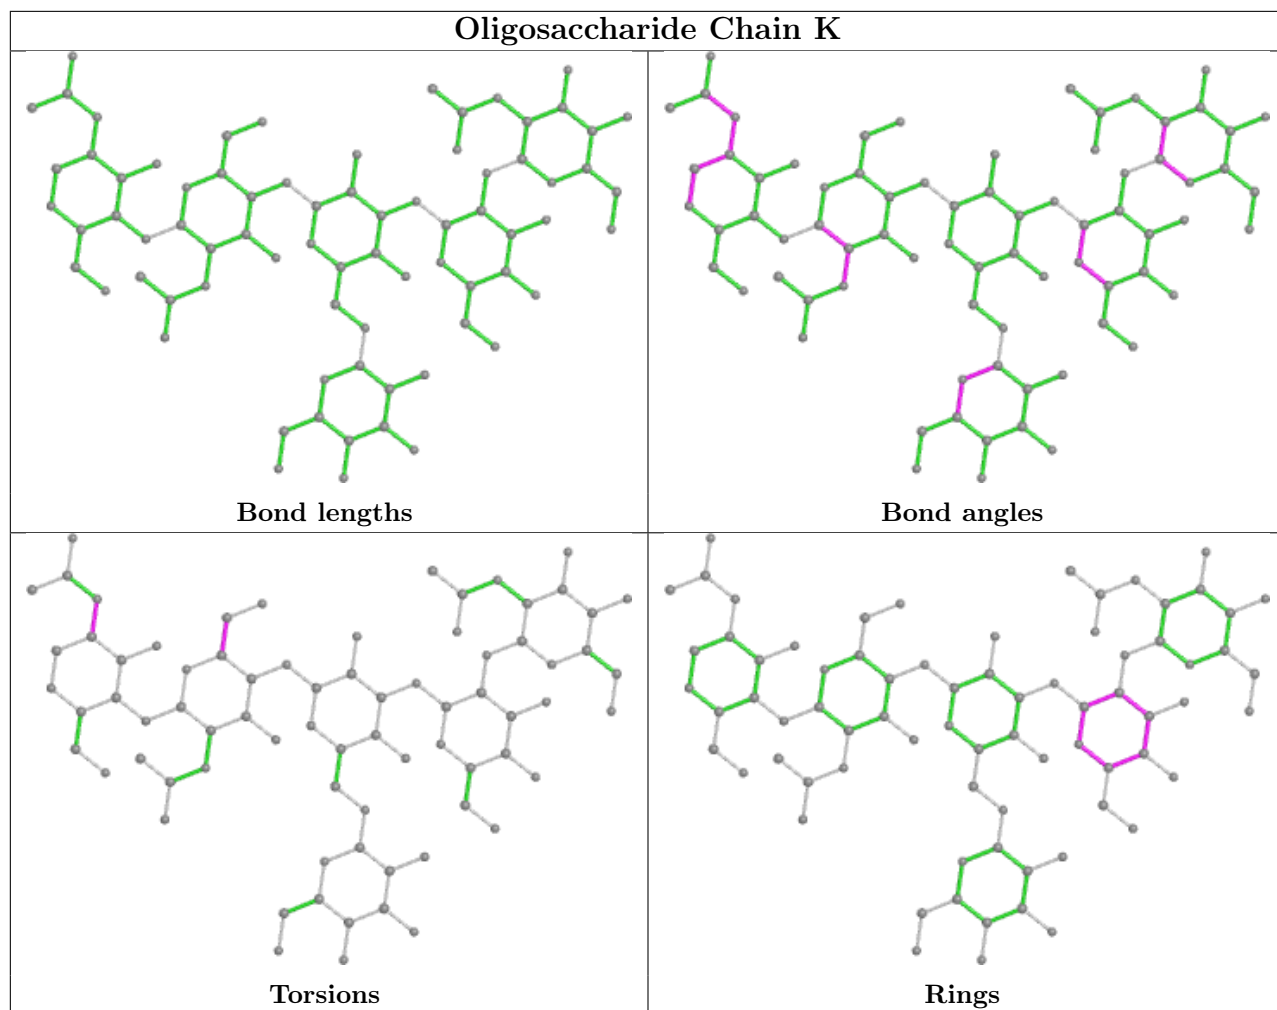 Oligosaccharide Chain K
Bond lengths
Bond angles
Torsions
Rings